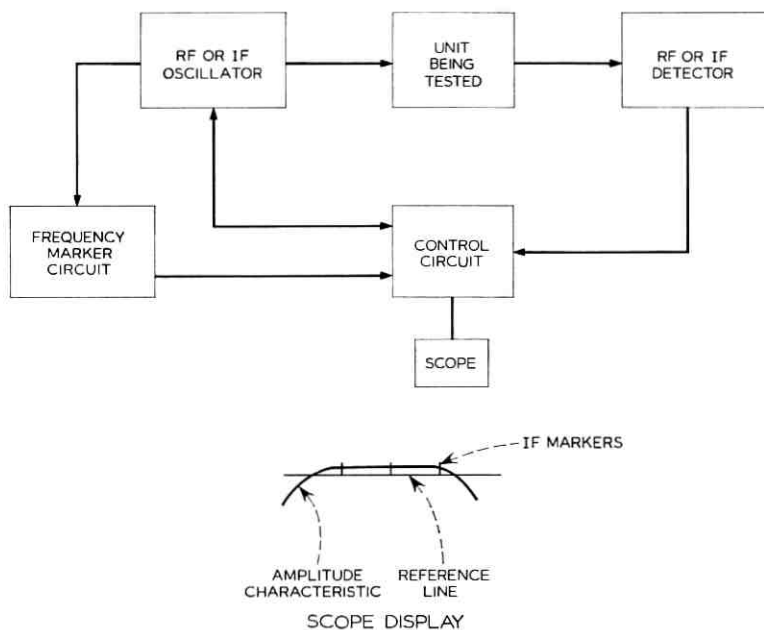 RF OR IF
OSCILLATOR
UNIT
BEING
TESTED
RF OR IF
DETECTOR
FREQUENCY
MARKER
CIRCUIT
CONTROL
CIRCUIT
SCOPE
IF MARKERS
AMPLITUDE
CHARACTERISTIC
REFERENCE
LINE
SCOPE DISPLAY